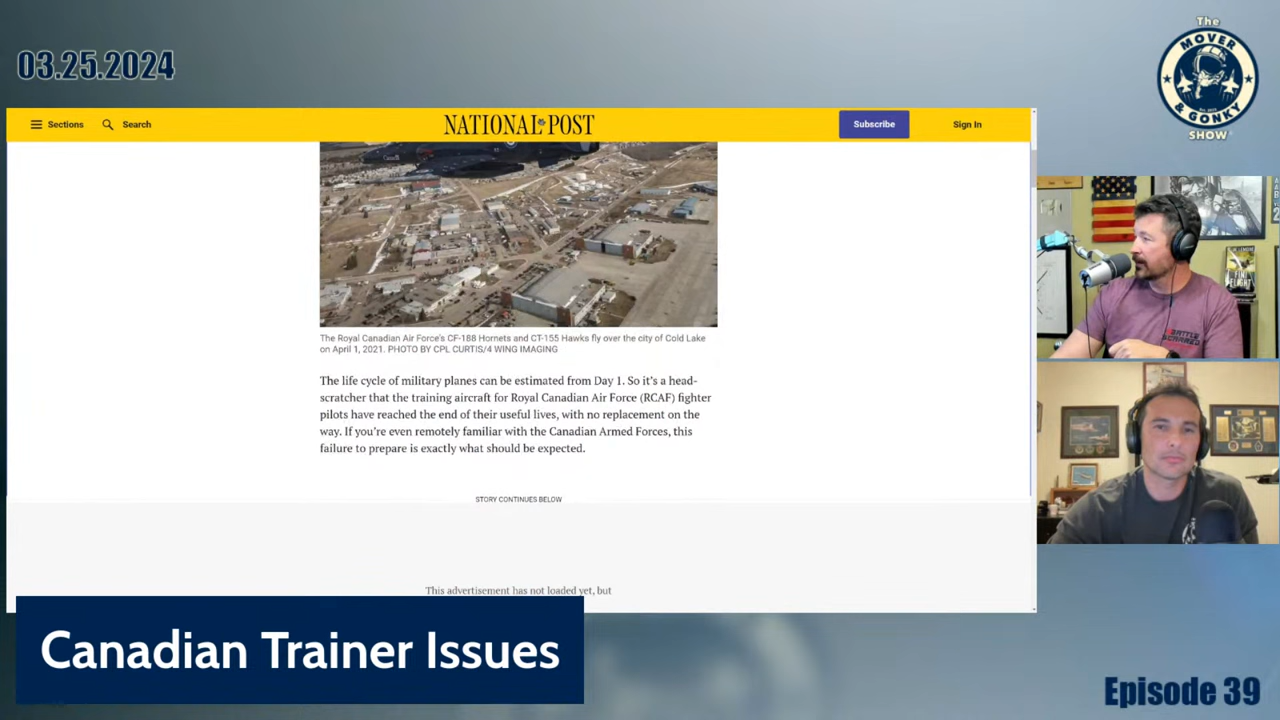 03.25.2024
The
MOVER
& GONKY
SHOW
Sections
Search
NATIONAL POST
Subscribe
Sign In
The Royal Canadian Air Force's CF-188 Hornets and CT-155 Hawks fly over the city of Cold Lake
on April 1, 2021. PHOTO BY CPL CURTIS/4 WING IMAGING
The life cycle of military planes can be estimated from Day 1. So it's a head-
scratcher that the training aircraft for Royal Canadian Air Force (RCAF) fighter
pilots have reached the end of their useful lives, with no replacement on the
way. If you're even remotely familiar with the Canadian Armed Forces, this
failure to prepare is exactly what should be expected.
STORY CONTINUES BELOW
This advertisement has not loaded yet, but
Canadian Trainer Issues
Episode 39